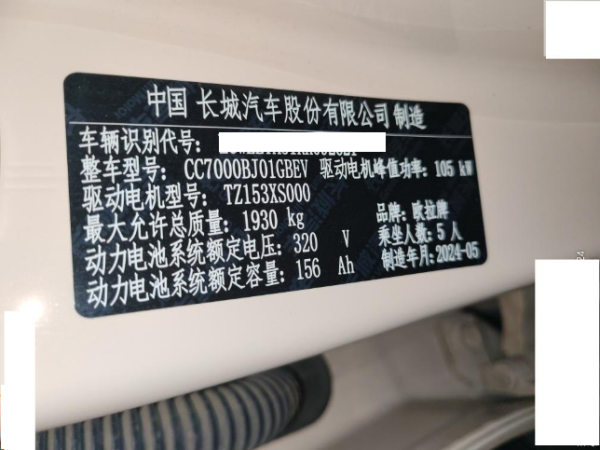 中国 长城汽车股份有限公司 制造
车辆识别代号:
整车型号: CC7000BJ01GBEV 驱动电机峰值功率: 105 kW
驱动电机型号: TZ153XS000
最大允许总质量: 1930 kg 品牌: 欧拉牌
动力电池系统额定电压: 320 V 乘坐人数: 5 人
动力电池系统额定容量: 156 Ah 制造年月: 2024-05